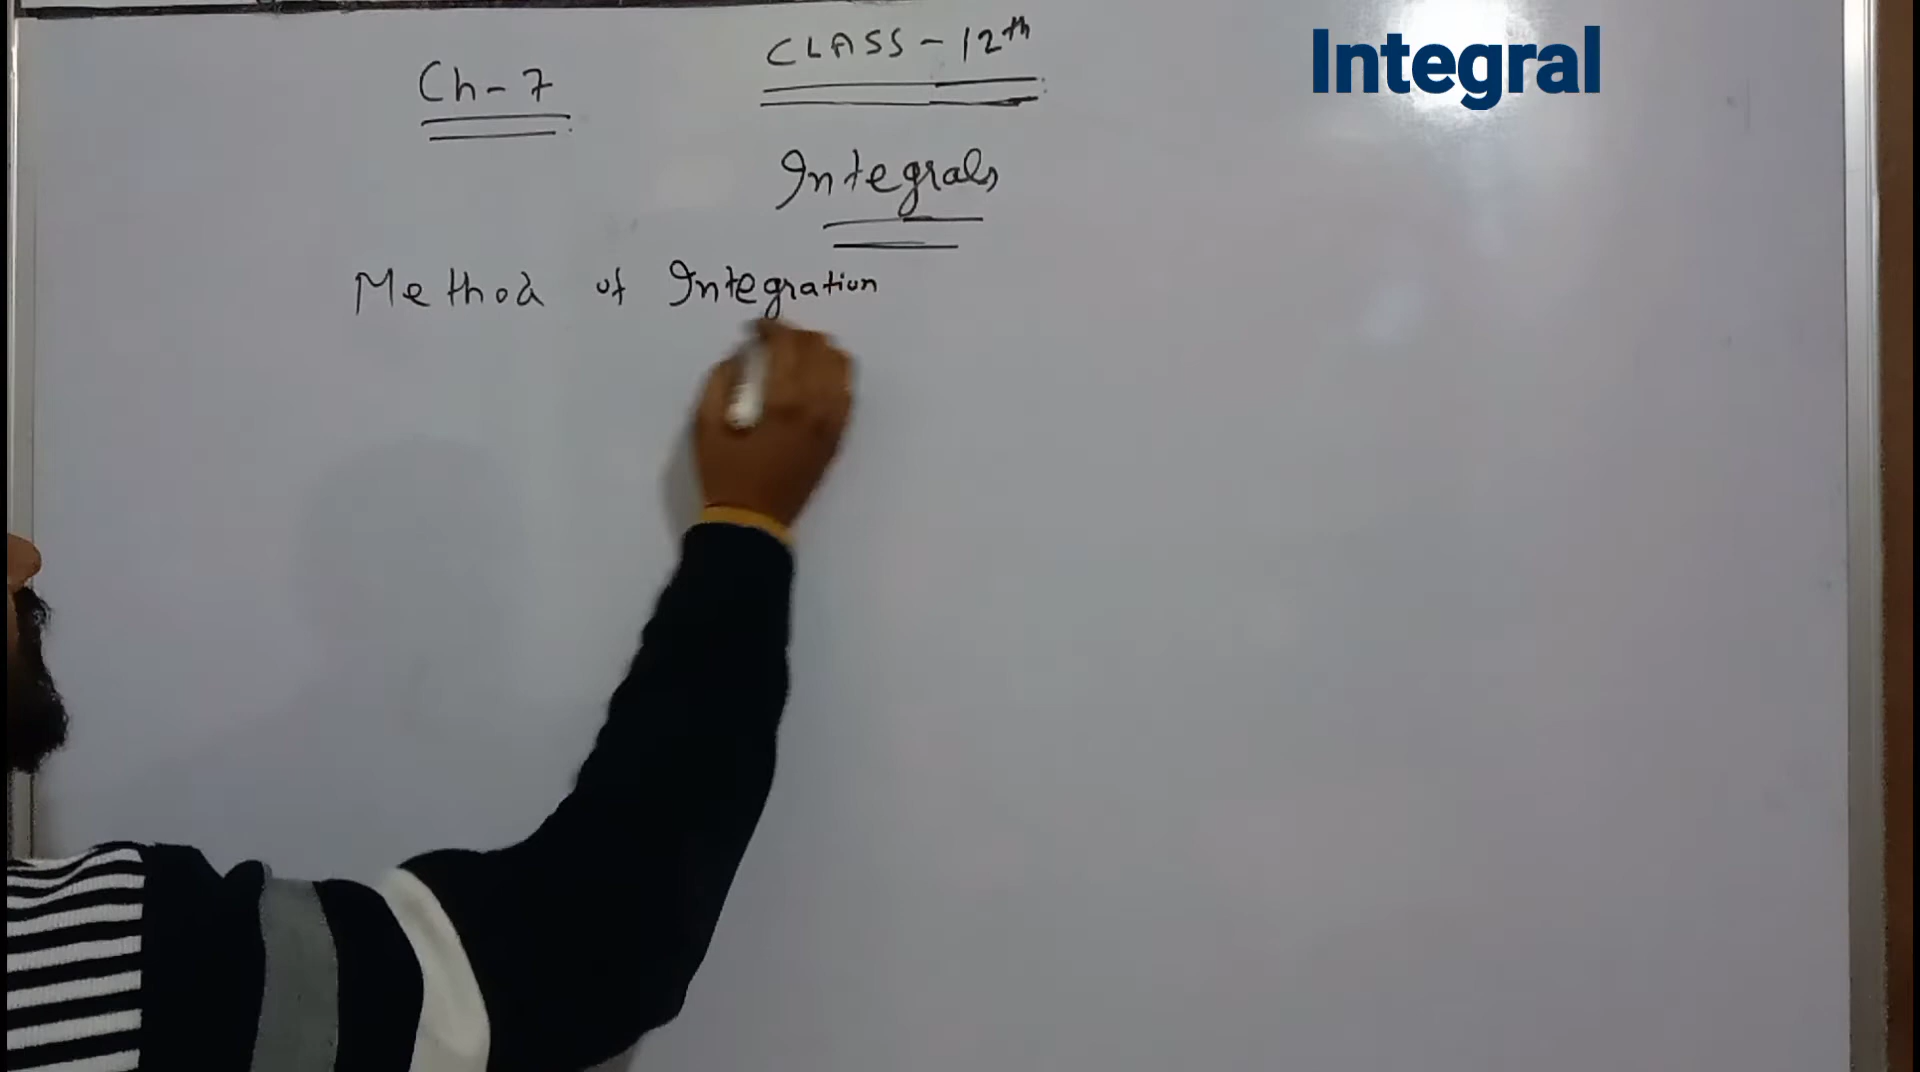 Integral
CLASS - 12th
Ch - 7
Integrals
Method of Integration